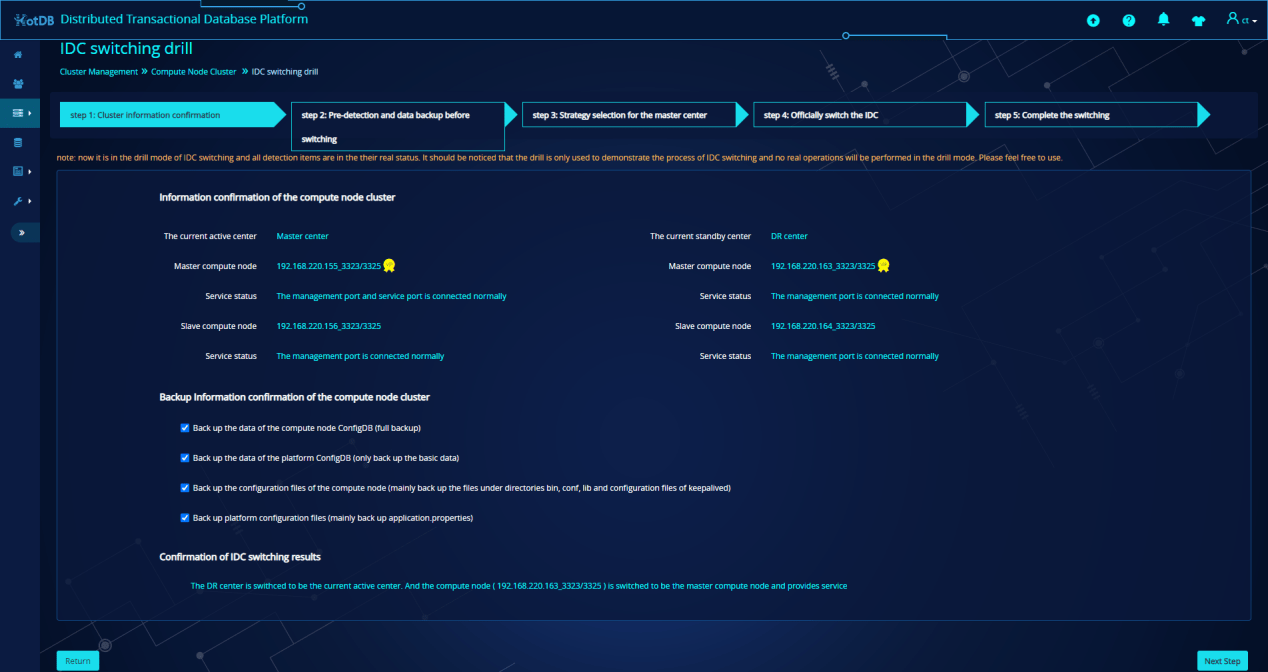 HotDB Distributed Transactional Database Platform
ct
IDC switching drill
Cluster Management » Compute Node Cluster » IDC switching drill
step 1: Cluster information confirmation
step 2: Pre-detection and data backup before
switching
step 3: Strategy selection for the master center
step 4: Officially switch the IDC
step 5: Complete the switching
note: now it is in the drill mode of IDC switching and all detection items are in the their real status. It should be noticed that the drill is only used to demonstrate the process of IDC switching and no real operations will be performed in the drill mode. Please feel free to use.
Information confirmation of the compute node cluster
The current active center Master center
The current standby center DR center
Master compute node 192.168.220.155_3323/3325
Master compute node 192.168.220.163_3323/3325
Service status The management port and service port is connected normally
Service status The management port is connected normally
Slave compute node 192.168.220.156_3323/3325
Slave compute node 192.168.220.164_3323/3325
Service status The management port is connected normally
Service status The management port is connected normally
Backup Information confirmation of the compute node cluster
Back up the data of the compute node ConfigDB (full backup)
Back up the data of the platform ConfigDB (only back up the basic data)
Back up the configuration files of the compute node (mainly back up the files under directories bin, conf, lib and configuration files of keepalived)
Back up platform configuration files (mainly back up application.properties)
Confirmation of IDC switching results
The DR center is swithced to be the current active center. And the compute node ( 192.168.220.163_3323/3325 ) is switched to be the master compute node and provides service
Return
Next Step